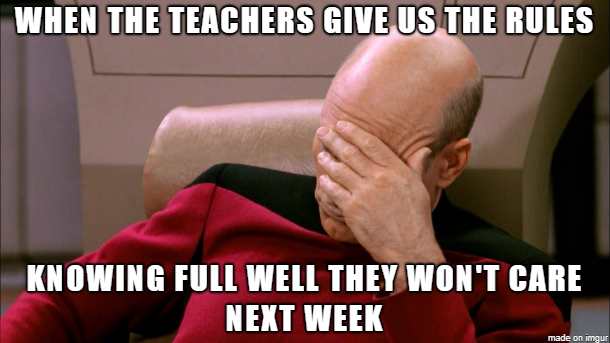 WHEN THE TEACHERS GIVE US THE RULES
KNOWING FULL WELL THEY WON'T CARE
NEXT WEEK
made on imgur